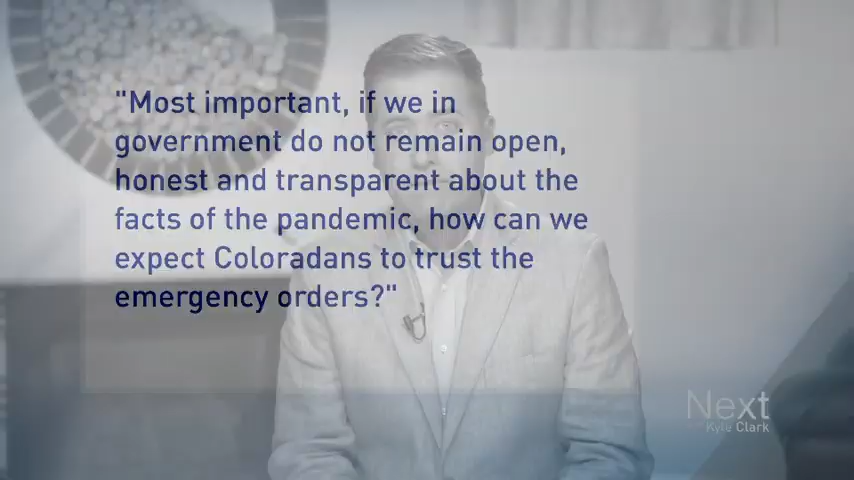 "Most important, if we in
government do not remain open,
honest and transparent about the
facts of the pandemic, how can we
expect Coloradans to trust the
emergency orders?"
Next
Kyle Clark